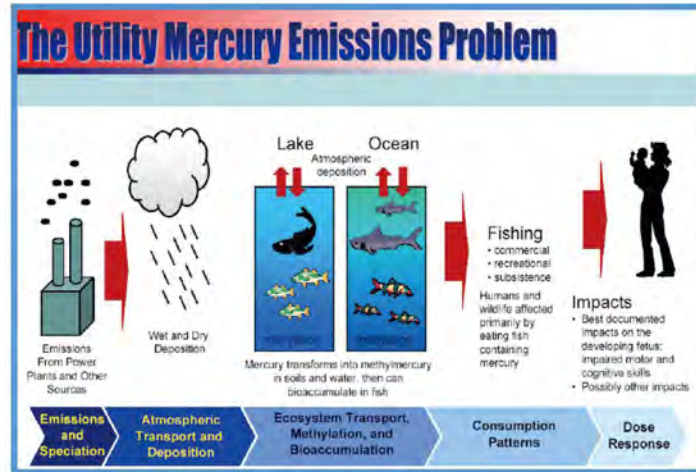 The Utility Mercury Emissions Problem
Lake
Ocean
Atmospheric
deposition
Fishing
• commercial
• recreational
• subsistence
Humans and
wildlife affected
primarily by
eating fish
containing
mercury
Impacts
• Best documented
impacts on the
developing fetus:
impaired motor and
cognitive skills
• Possibly other impacts
Emissions
From Power
Plants and Other
Sources
Wet and Dry
Deposition
Mercury transforms into methylmercury
in soils and water, then can
bioaccumulate in fish
Emissions
and
Speciation
Atmospheric
Transport and
Deposition
Ecosystem Transport,
Methylation, and
Bioaccumulation
Consumption
Patterns
Dose
Response